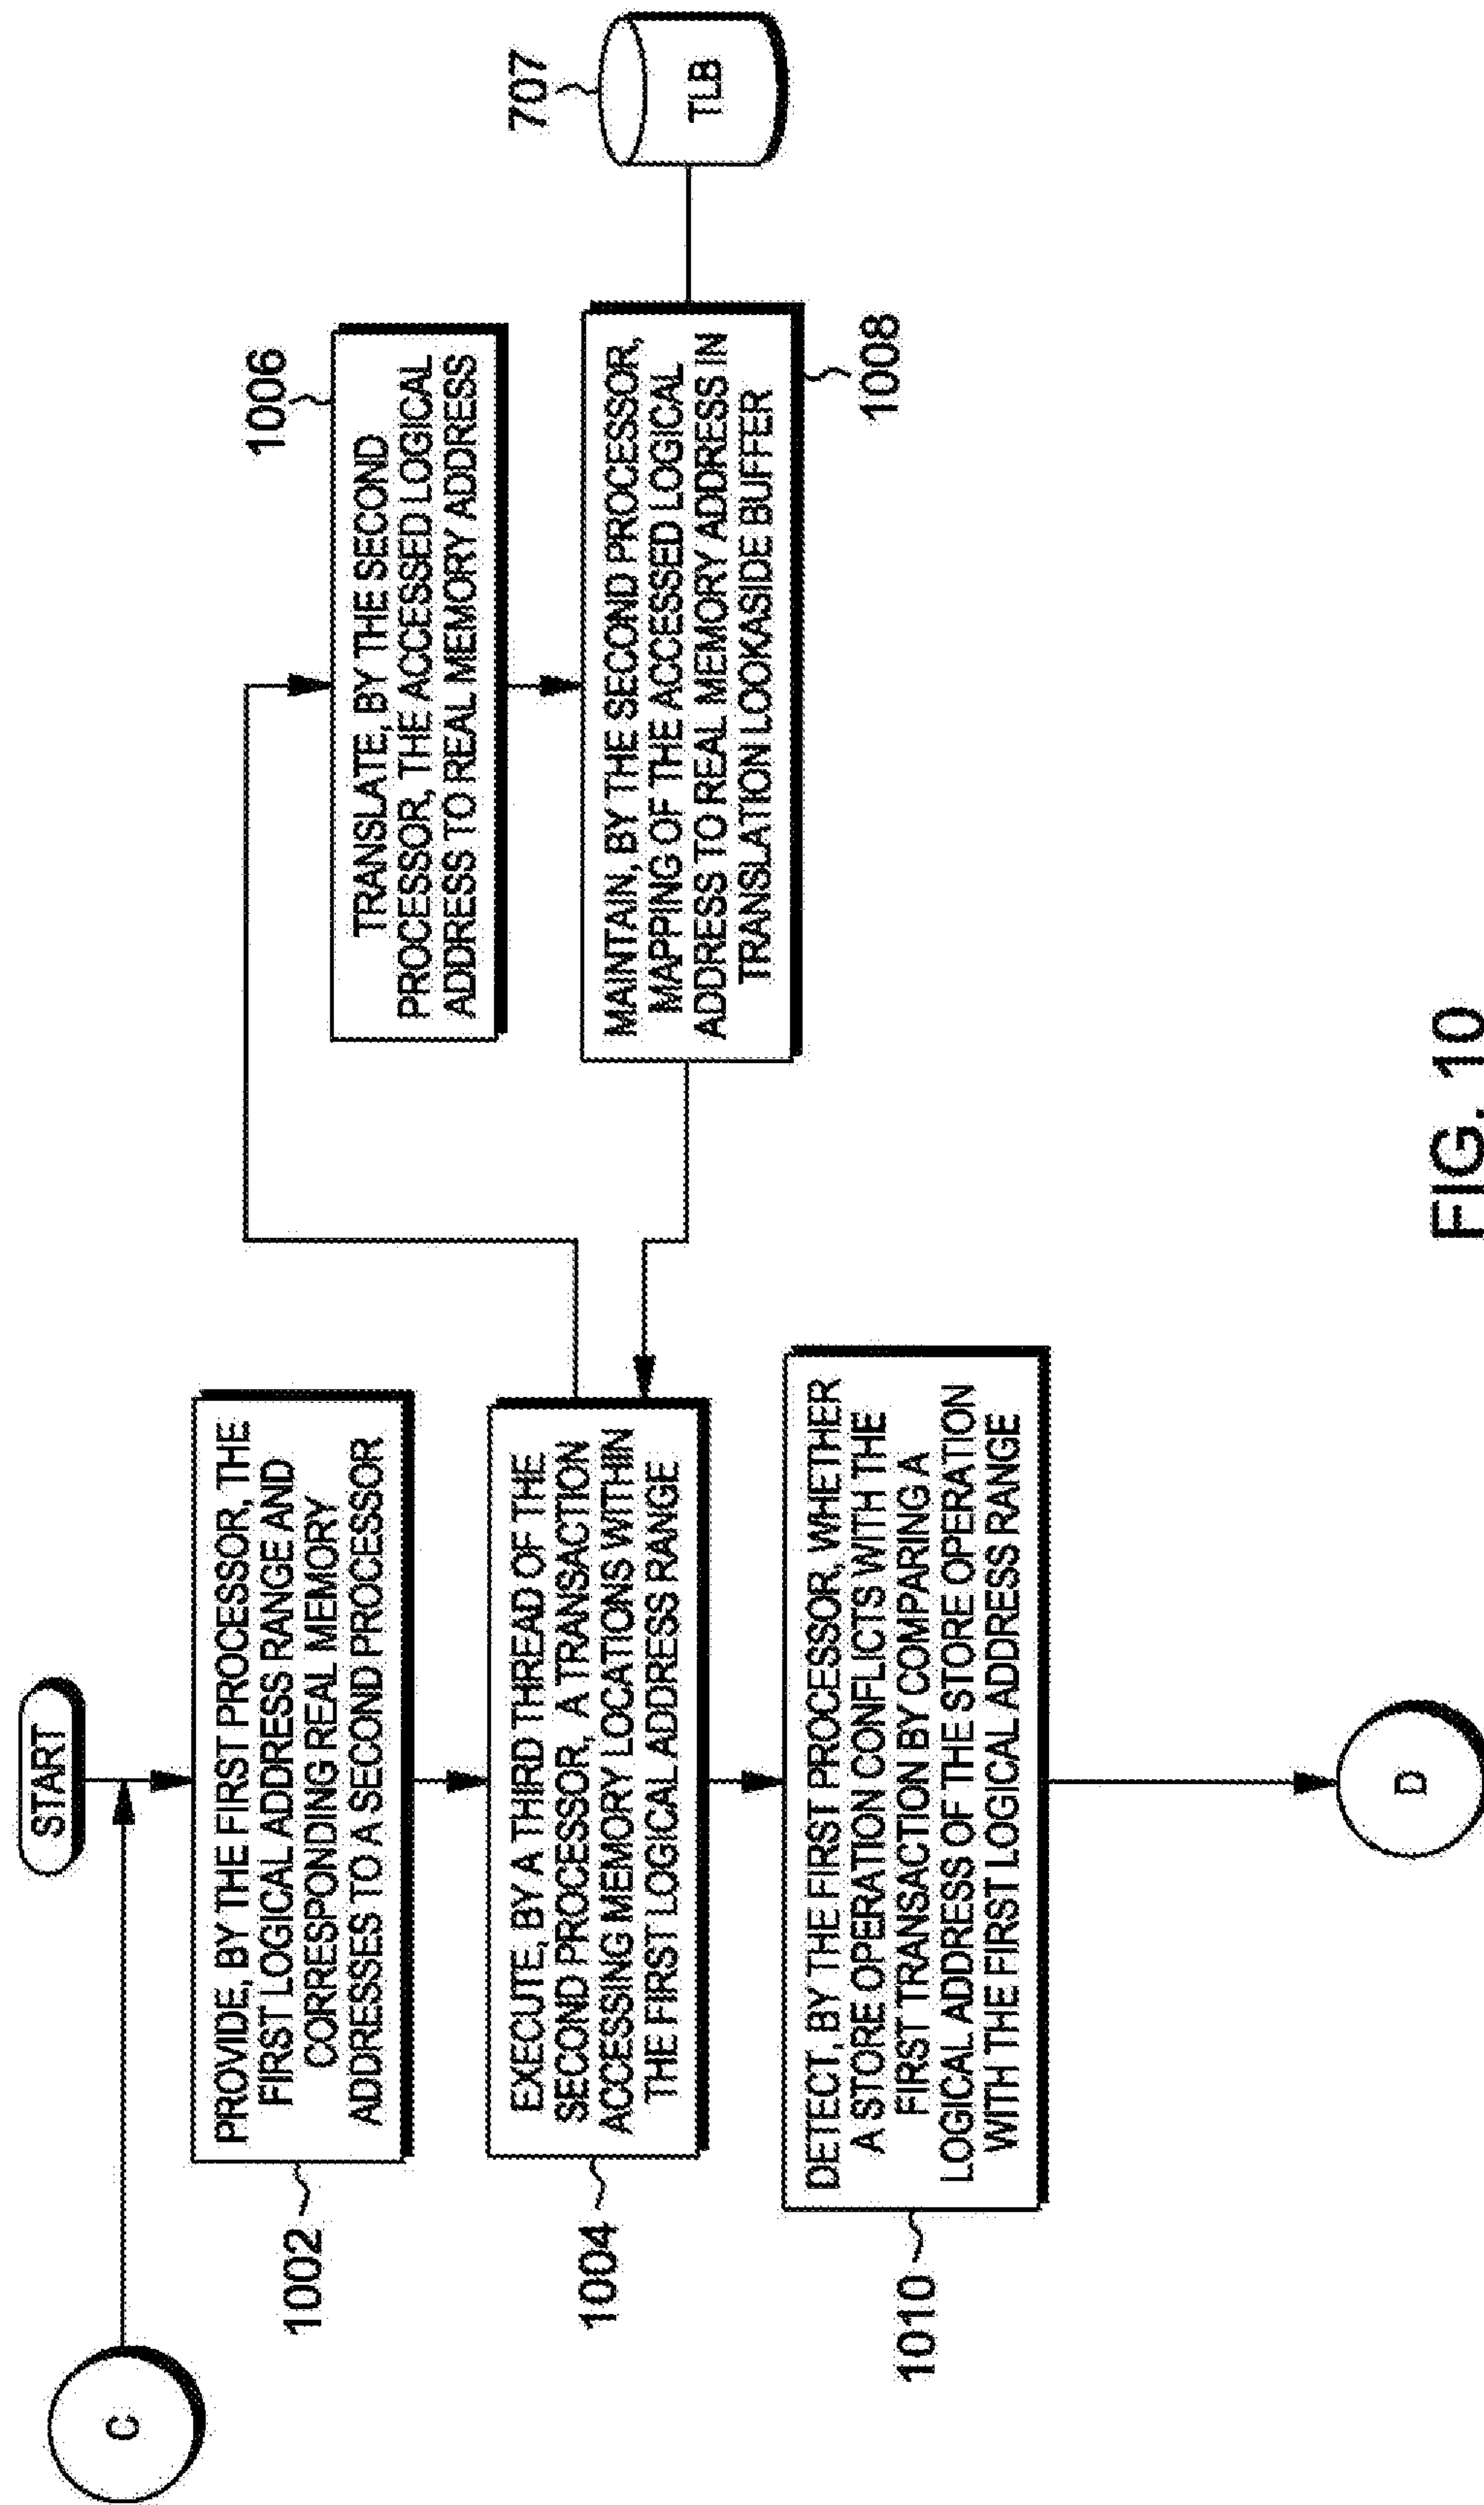 START
C
PROVIDE, BY THE FIRST PROCESSOR, THE
FIRST LOGICAL ADDRESS RANGE AND
CORRESPONDING REAL MEMORY
ADDRESSES TO A SECOND PROCESSOR
1002
EXECUTE, BY A THIRD THREAD OF THE
SECOND PROCESSOR, A TRANSACTION
ACCESSING MEMORY LOCATIONS WITHIN
THE FIRST LOGICAL ADDRESS RANGE
1004
1006
TRANSLATE, BY THE SECOND
PROCESSOR, THE ACCESSED LOGICAL
ADDRESS TO REAL MEMORY ADDRESS
MAINTAIN, BY THE SECOND PROCESSOR,
MAPPING OF THE ACCESSED LOGICAL
ADDRESS TO REAL MEMORY ADDRESS IN
TRANSLATION LOOKASIDE BUFFER
1008
707
TLB
DETECT, BY THE FIRST PROCESSOR, WHETHER
A STORE OPERATION CONFLICTS WITH THE
FIRST TRANSACTION BY COMPARING A
LOGICAL ADDRESS OF THE STORE OPERATION
WITH THE FIRST LOGICAL ADDRESS RANGE
1010
D
FIG. 10